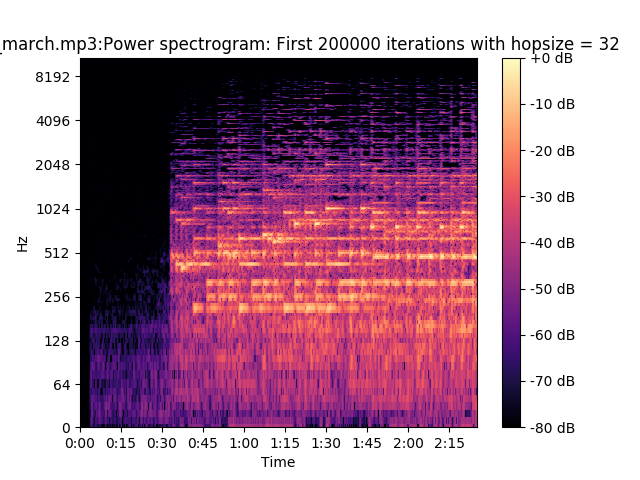 _march.mp3:Power spectrogram: First 200000 iterations with hopsize = 32
Hz
8192
4096
2048
1024
512
256
128
64
0
0:00 0:15 0:30 0:45 1:00 1:15 1:30 1:45 2:00 2:15
Time
+0 dB
-10 dB
-20 dB
-30 dB
-40 dB
-50 dB
-60 dB
-70 dB
-80 dB